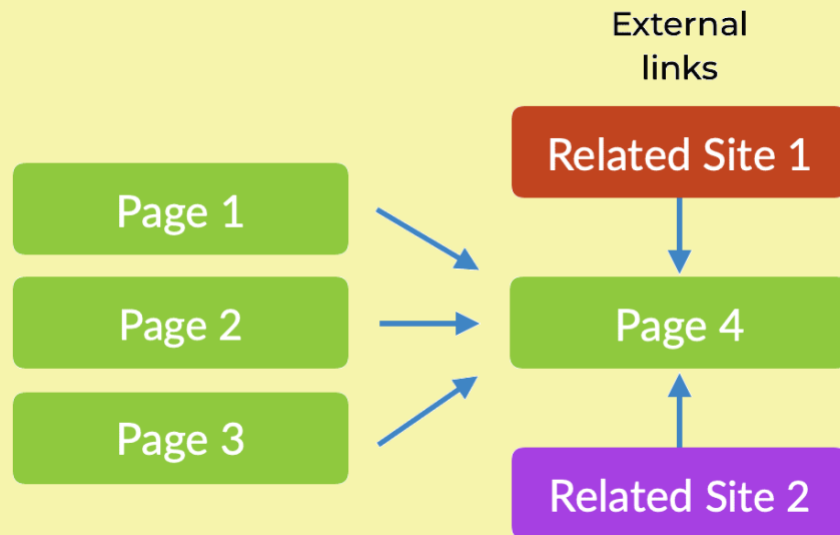 External
links
Related Site 1
Page 1
Page 2
Page 4
Page 3
Related Site 2